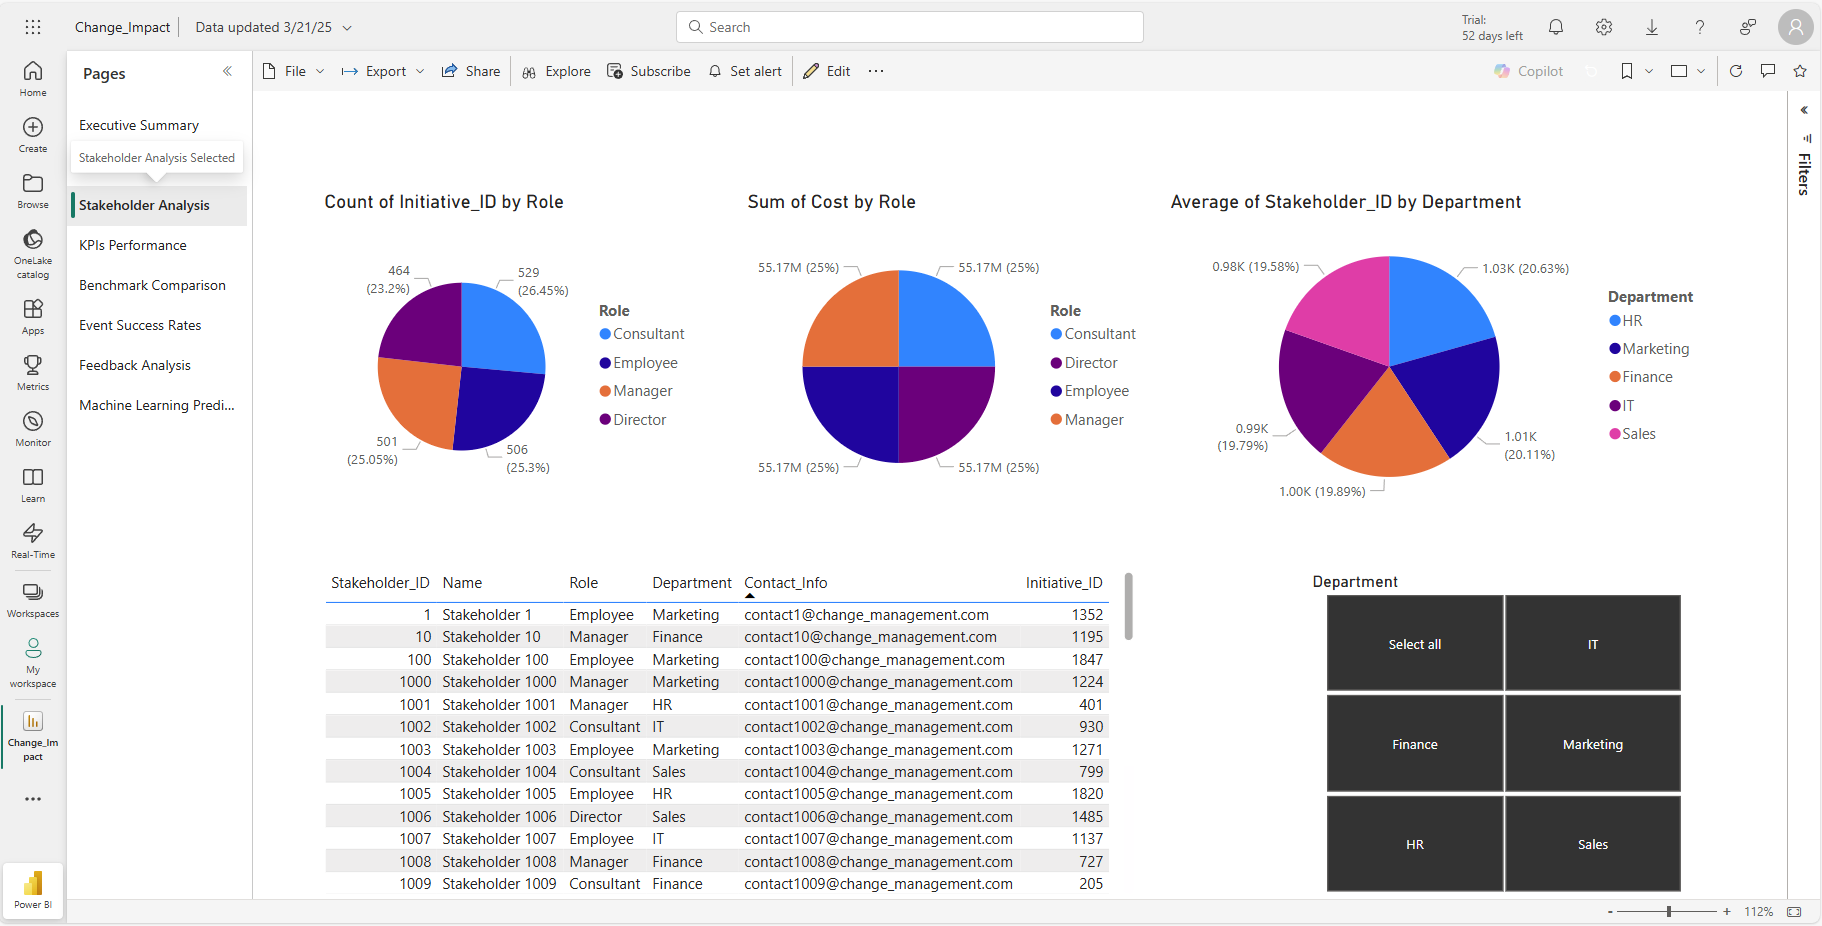 Change_Impact
Data updated 3/21/25
Search
Trial:
52 days left
Home
Create
Browse
OneLake
catalog
Apps
Metrics
Monitor
Learn
Real-Time
Workspaces
My
workspace
Change_Im
pact
Power BI
Pages
Executive Summary
Stakeholder Analysis Selected
Stakeholder Analysis
KPIs Performance
Benchmark Comparison
Event Success Rates
Feedback Analysis
Machine Learning Predi...
File
Export
Share
Explore
Subscribe
Set alert
Edit
Copilot
Filters
Count of Initiative_ID by Role
464
(23.2%)
529
(26.45%)
501
(25.05%)
506
(25.3%)
Role
Consultant
Employee
Manager
Director
Sum of Cost by Role
55.17M (25%)
55.17M (25%)
55.17M (25%)
55.17M (25%)
Role
Consultant
Director
Employee
Manager
Average of Stakeholder_ID by Department
0.98K (19.58%)
1.03K (20.63%)
0.99K
(19.79%)
1.01K
(20.11%)
1.00K (19.89%)
Department
HR
Marketing
Finance
IT
Sales
Stakeholder_ID Name Role Department Contact_Info Initiative_ID
1 Stakeholder 1 Employee Marketing contact1@change_management.com 1352
10 Stakeholder 10 Manager Finance contact10@change_management.com 1195
100 Stakeholder 100 Employee Marketing contact100@change_management.com 1847
1000 Stakeholder 1000 Manager Marketing contact1000@change_management.com 1224
1001 Stakeholder 1001 Manager HR contact1001@change_management.com 401
1002 Stakeholder 1002 Consultant IT contact1002@change_management.com 930
1003 Stakeholder 1003 Employee Marketing contact1003@change_management.com 1271
1004 Stakeholder 1004 Consultant Sales contact1004@change_management.com 799
1005 Stakeholder 1005 Employee HR contact1005@change_management.com 1820
1006 Stakeholder 1006 Director Sales contact1006@change_management.com 1485
1007 Stakeholder 1007 Employee IT contact1007@change_management.com 1137
1008 Stakeholder 1008 Manager Finance contact1008@change_management.com 727
1009 Stakeholder 1009 Consultant Finance contact1009@change_management.com 205
Department
Select all
IT
Finance
Marketing
HR
Sales
- + 112%